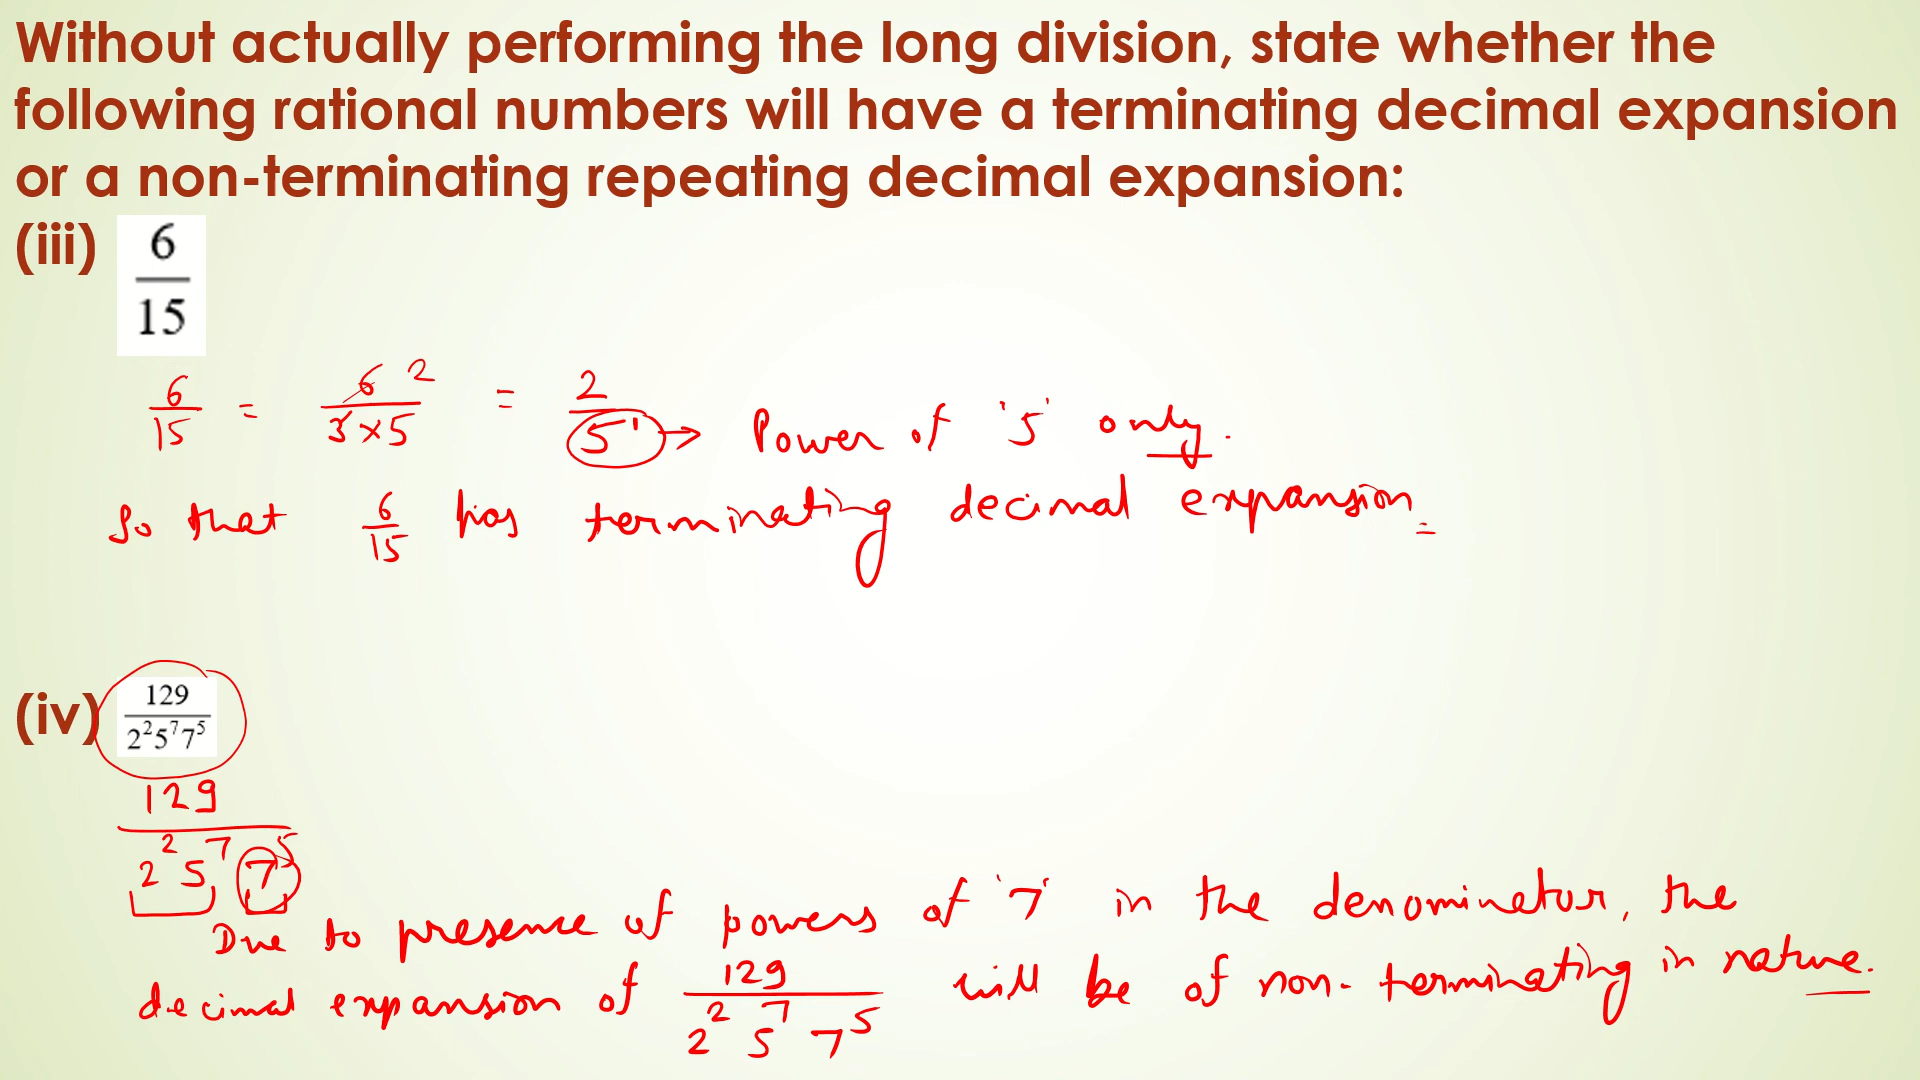 Without actually performing the long division, state whether the
following rational numbers will have a terminating decimal expansion
or a non-terminating repeating decimal expansion:
(iii) 6/15
6/15 = 6 2/3×5 = 2/5¹ → Power of '5' only.
So that 6/15 has terminating decimal expansion
(iv) 129/2²5⁷7⁵
129/2²5⁷7⁵
Due to presence of powers of '7' in the denominator, the
decimal expansion of 129/2²5⁷7⁵ will be of non-terminating in nature.